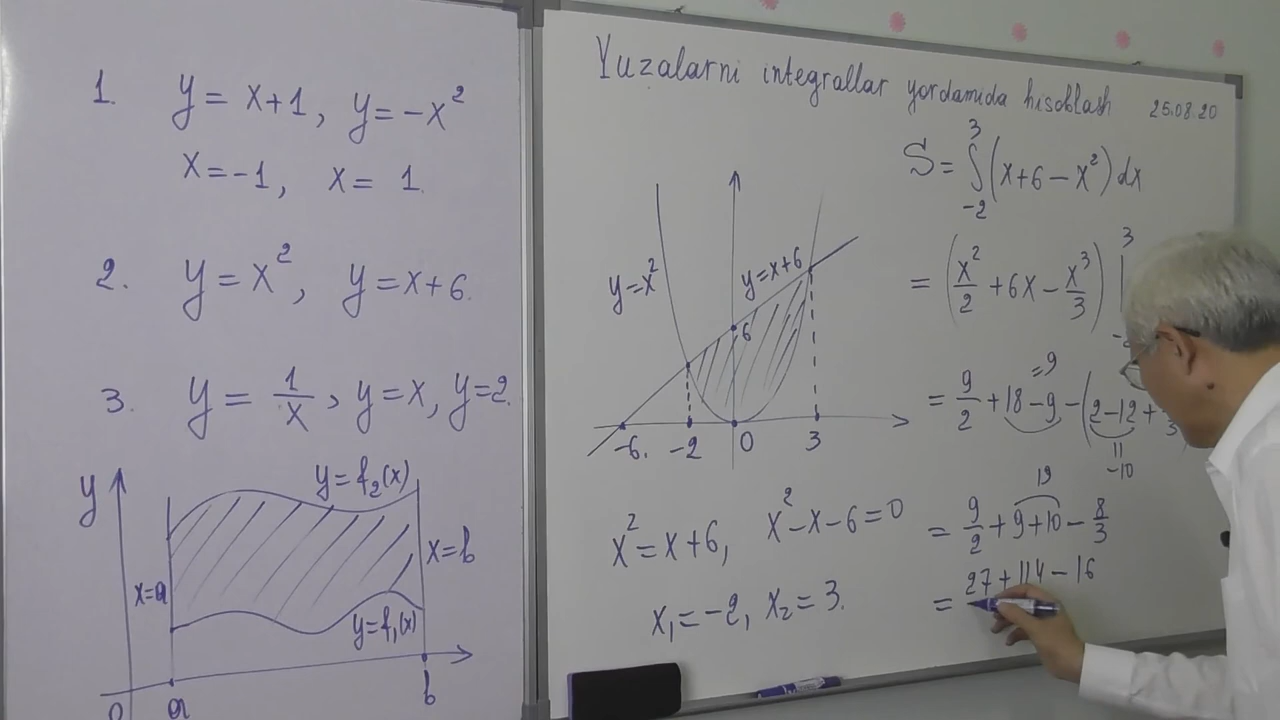 1. y = x+1, y = -x²
x = -1, x = 1.
2. y = x², y = x+6.
3. y = 1/x, y = x, y = 2.
y
y = f₂(x)
x = a
x = b
y = f₁(x)
0 a b
Yuzalarni integrallar yordamida hisoblash 25.08.20
y = x²
y = x+6
6
-6. -2 0 3
x² = x+6, x² - x - 6 = 0
x₁ = -2, x₂ = 3.
S = ∫₋₂³ (x+6 - x²) dx
= (x²/2 + 6x - x³/3) |³
=9
= 9/2 + 18 - 9 - (2 - 12 +
11
-10
19
= 9/2 + 9 + 10 - 8/3
27 + 114 - 16
=